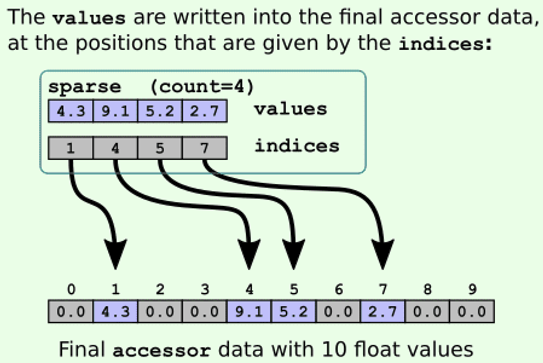 The values are written into the final accessor data,
at the positions that are given by the indices:
sparse (count=4)
4.3 9.1 5.2 2.7 values
1 4 5 7 indices
0 1 2 3 4 5 6 7 8 9
0.0 4.3 0.0 0.0 9.1 5.2 0.0 2.7 0.0 0.0
Final accessor data with 10 float values